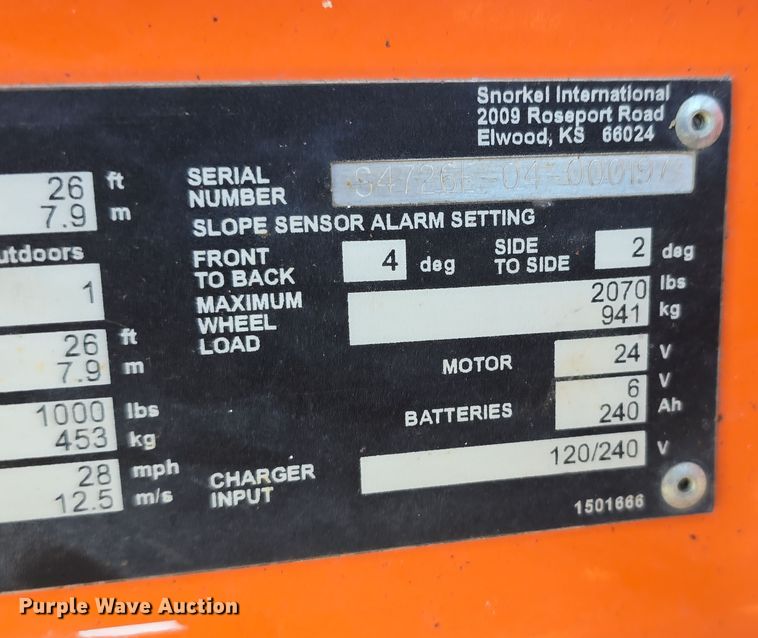 Snorkel International
2009 Roseport Road
Elwood, KS 66024
26 ft
7.9 m
SERIAL
NUMBER S4726E-04-000197
SLOPE SENSOR ALARM SETTING
utdoors
1
FRONT
TO BACK 4 deg SIDE
TO SIDE 2 deg
MAXIMUM
WHEEL
LOAD
2070 lbs
941 kg
26 ft
7.9 m
MOTOR 24 V
1000 lbs
453 kg
BATTERIES 6 V
240 Ah
28 mph
12.5 m/s
CHARGER
INPUT 120/240 V
1501666
Purple Wave Auction